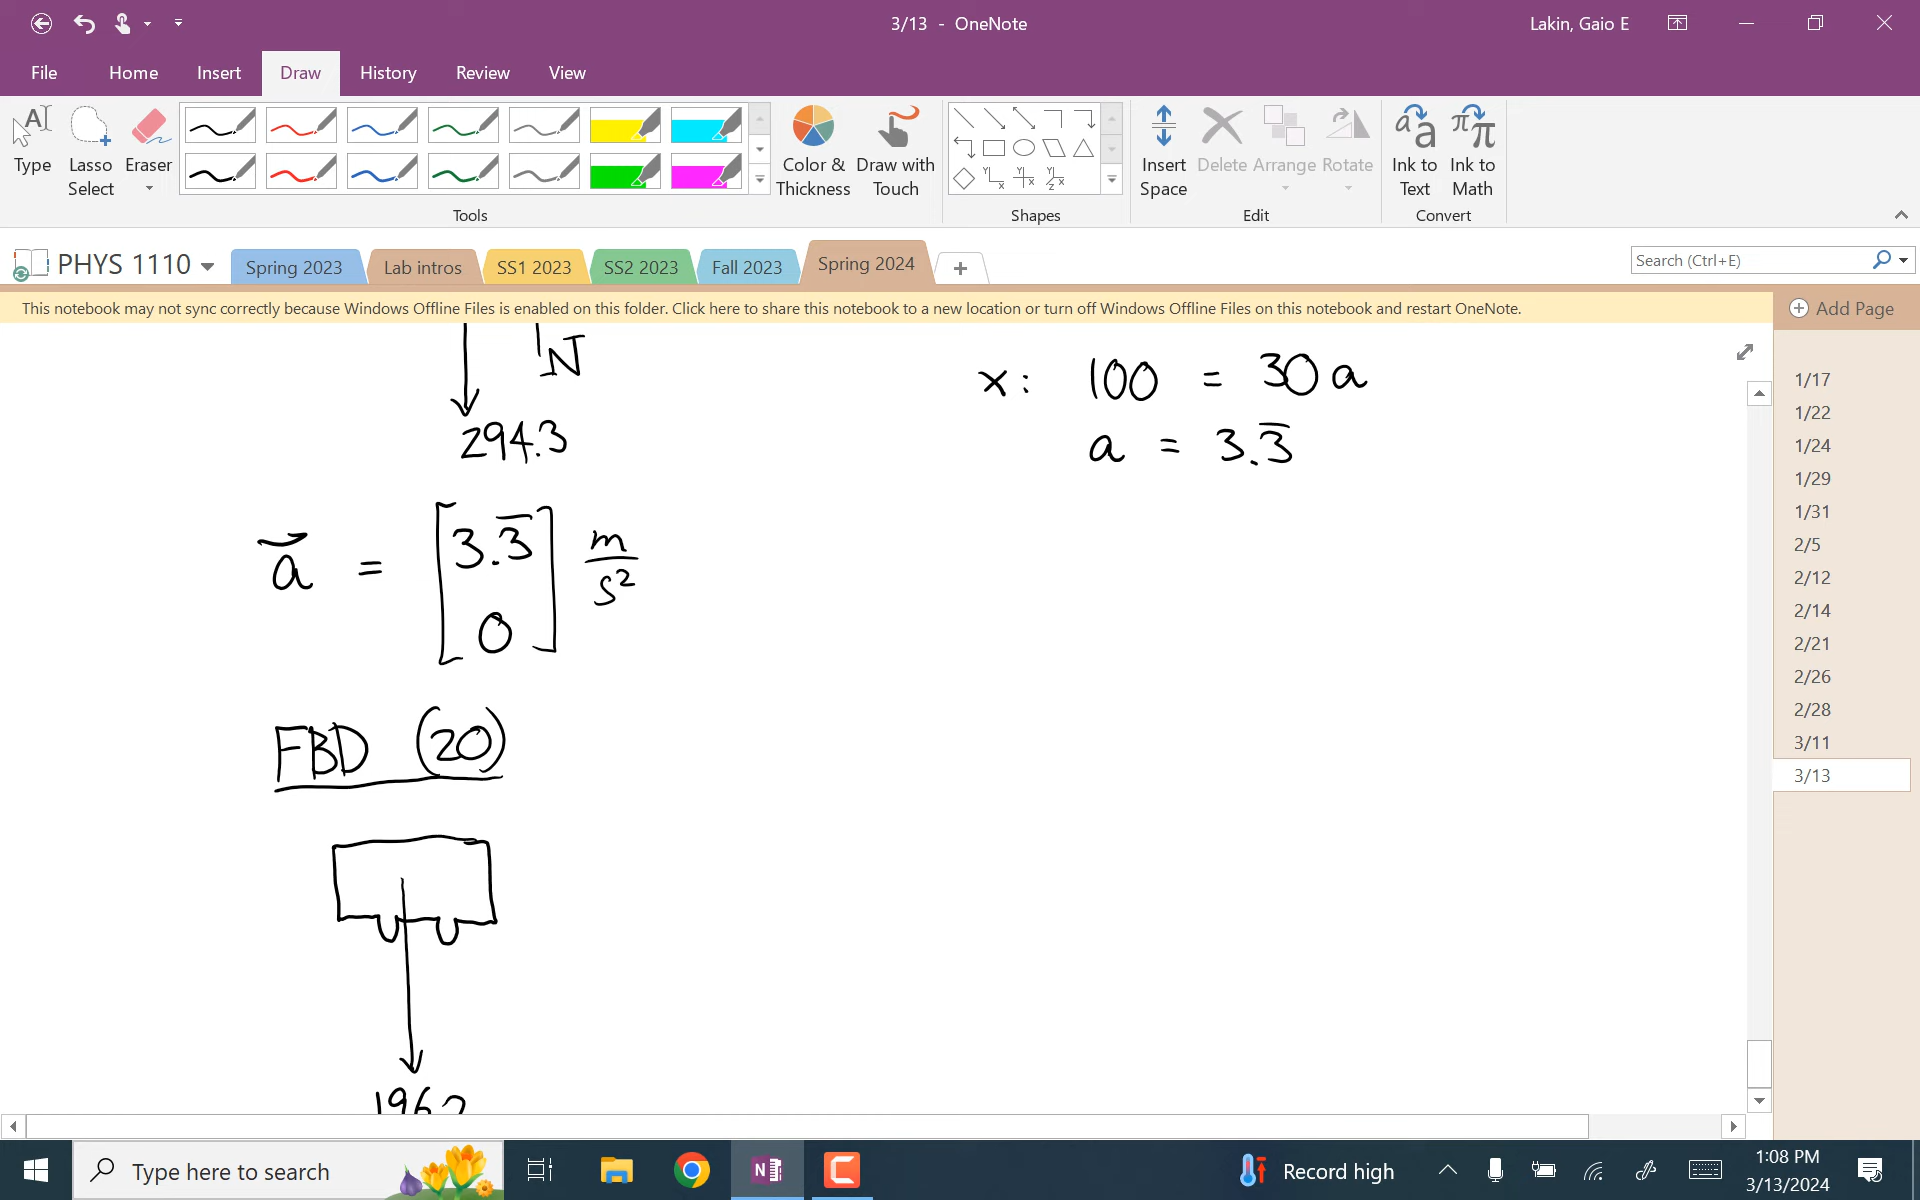 3/13 - OneNote
Lakin, Gaio E
File Home Insert Draw History Review View
Type
Lasso Select
Eraser
Color & Thickness
Draw with Touch
Insert Space
Delete
Arrange
Rotate
Ink to Text
Ink to Math
Tools
Shapes
Edit
Convert
PHYS 1110
Spring 2023 Lab intros SS1 2023 SS2 2023 Fall 2023 Spring 2024
Search (Ctrl+E)
This notebook may not sync correctly because Windows Offline Files is enabled on this folder. Click here to share this notebook to a new location or turn off Windows Offline Files on this notebook and restart OneNote.
Add Page
1/17
1/22
1/24
1/29
1/31
2/5
2/12
2/14
2/21
2/26
2/28
3/11
3/13
N
294.3
x: 100 = 30 a
a = 3.3̅
a⃗ = [3.3̅ 0] m/s²
FBD (20)
Type here to search
Record high
1:08 PM
3/13/2024